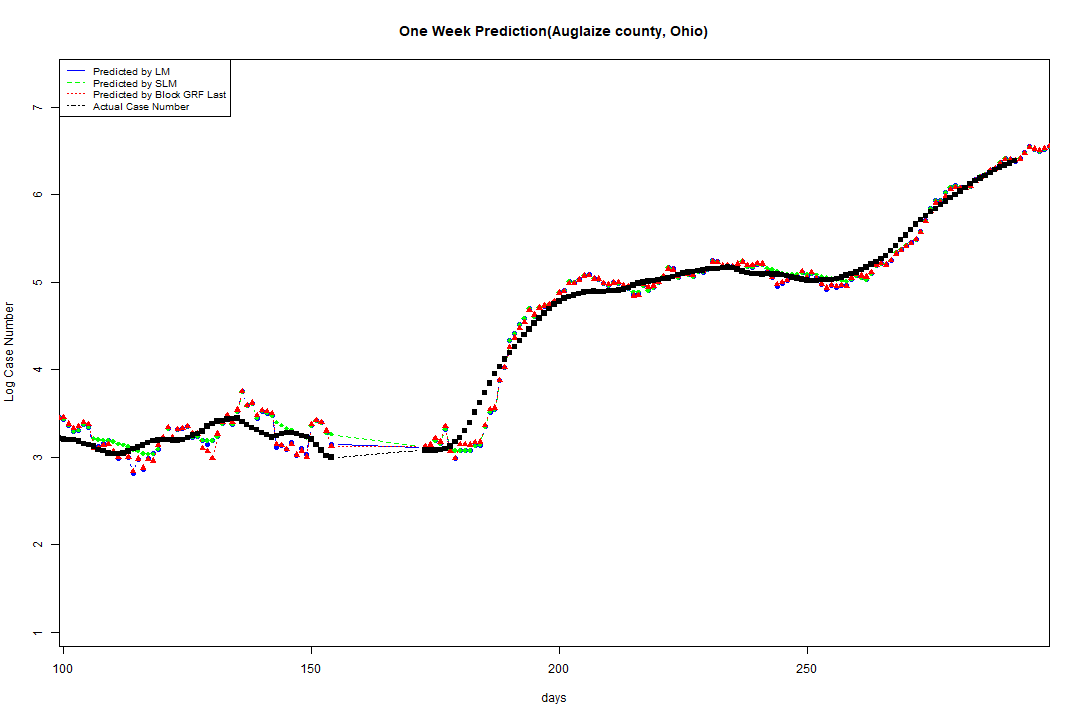 One Week Prediction(Auglaize county, Ohio)
Predicted by LM
Predicted by SLM
Predicted by Block GRF Last
Actual Case Number
7
6
5
4
3
2
1
Log Case Number
100 150 200 250
days